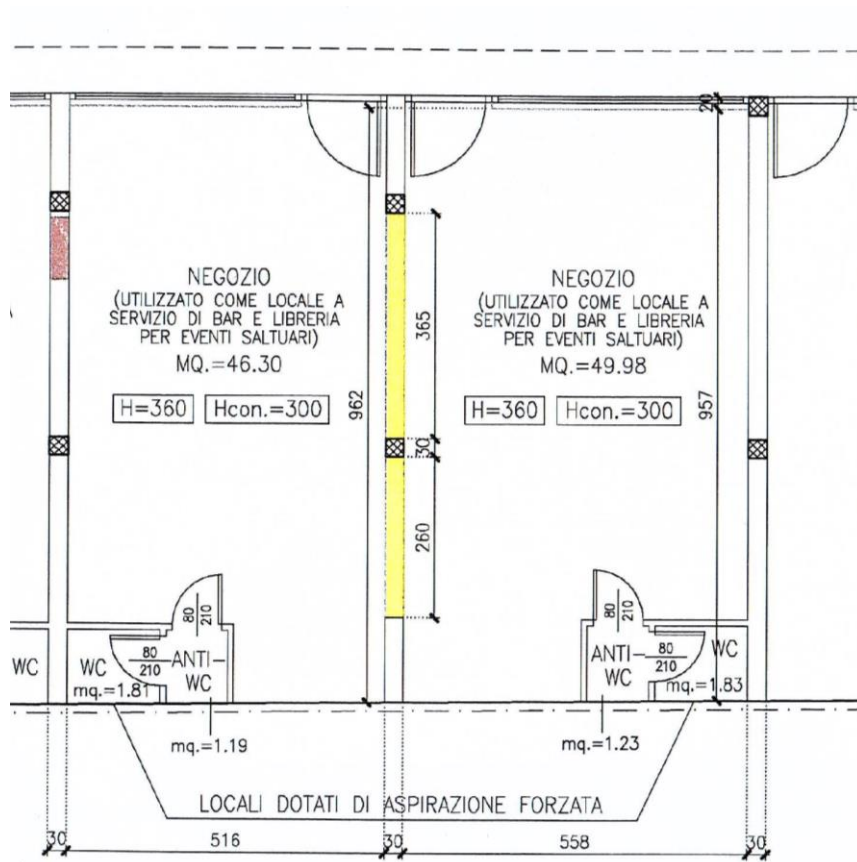 20
NEGOZIO
(UTILIZZATO COME LOCALE A
SERVIZIO DI BAR E LIBRERIA
PER EVENTI SALTUARI)
MQ.=46.30
H=360 Hcon.=300
962
365
30
260
NEGOZIO
(UTILIZZATO COME LOCALE A
SERVIZIO DI BAR E LIBRERIA
PER EVENTI SALTUARI)
MQ.=49.98
H=360 Hcon.=300
957
80
210
80
210
WC
WC
mq.=1.81
80
210
ANTI-
WC
ANTI-
WC
80
210
WC
mq.=1.83
mq.=1.19
mq.=1.23
LOCALI DOTATI DI ASPIRAZIONE FORZATA
30
516
30
558
30